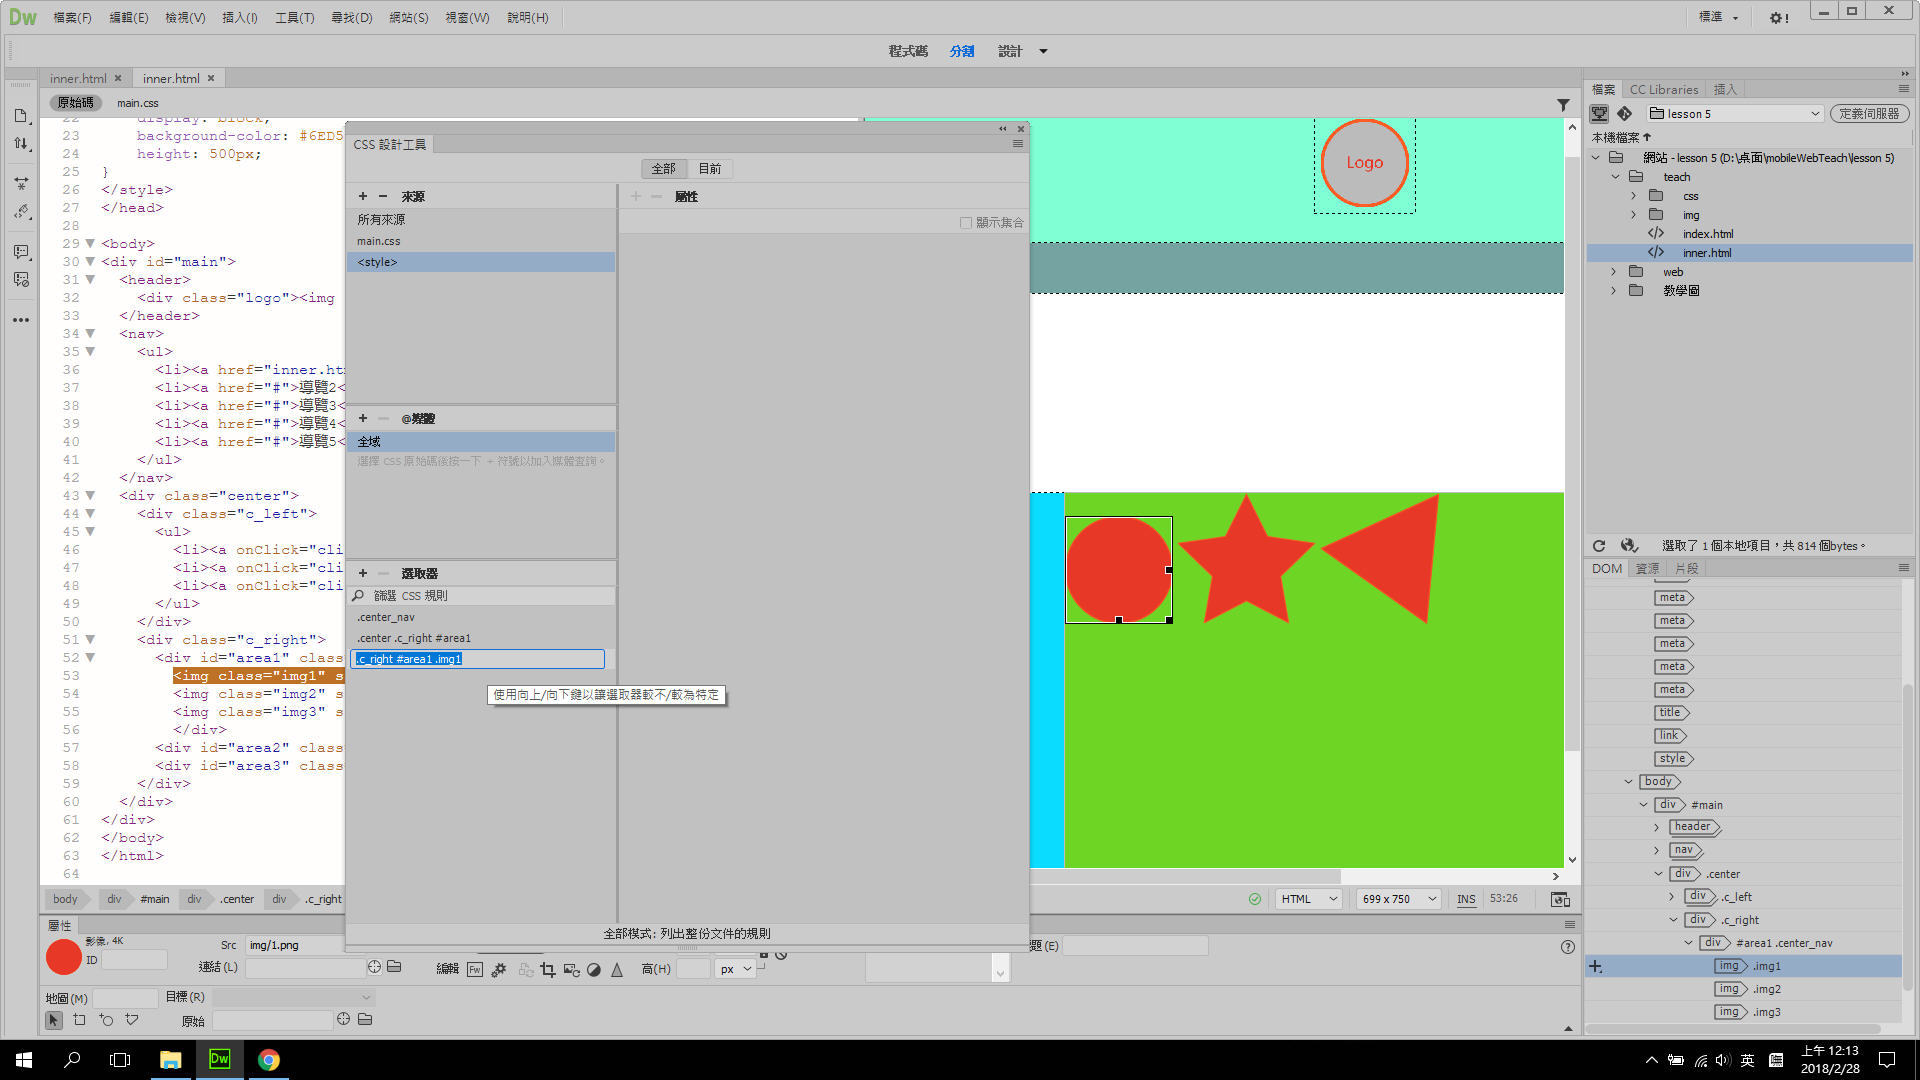 Dw 檔案(F) 編輯(E) 檢視(V) 插入(I) 工具(T) 尋找(D) 網站(S) 視窗(W) 說明(H) 標準
程式碼 分割 設計
inner.html inner.html
原始碼 main.css
22 display: block;
23 background-color: #6ED5
24 height: 500px;
25 }
26 </style>
27 </head>
28
29 <body>
30 <div id="main">
31 <header>
32 <div class="logo"><img
33 </header>
34 <nav>
35 <ul>
36 <li><a href="inner.ht
37 <li><a href="#">導覽2<
38 <li><a href="#">導覽3<
39 <li><a href="#">導覽4<
40 <li><a href="#">導覽5<
41 </ul>
42 </nav>
43 <div class="center">
44 <div class="c_left">
45 <ul>
46 <li><a onClick="cli
47 <li><a onClick="cli
48 <li><a onClick="cli
49 </ul>
50 </div>
51 <div class="c_right">
52 <div id="area1" class
53 <img class="img1" s
54 <img class="img2" s
55 <img class="img3" s
56 </div>
57 <div id="area2" class
58 <div id="area3" class
59 </div>
60 </div>
61 </div>
62 </body>
63 </html>
64
body div #main div .center div .c_right
CSS 設計工具
全部 目前
來源
所有來源
main.css
<style>
@媒體
全域
選擇 CSS 原始碼後按一下 + 符號以加入媒體查詢。
選取器
篩選 CSS 規則
.center_nav
.center .c_right #area1
.c_right #area1 .img1
使用向上/向下鍵以讓選取器較不/較為特定
屬性
顯示集合
全部模式: 列出整份文件的規則
Logo
HTML 699 x 750 INS 53:26
屬性
影像, 4K
ID
Src img/1.png
連結(L)
編輯 Fw
高(H) px
題(E)
地圖(M) 目標(R)
原始
檔案 CC Libraries 插入
lesson 5 定義伺服器
本機檔案
網站 - lesson 5 (D:\桌面\mobileWebTeach\lesson 5)
teach
css
img
index.html
inner.html
web
教學圖
選取了 1 個本地項目，共 814 個bytes。
DOM 資源 片段
meta
meta
meta
meta
meta
title
link
style
body
div #main
header
nav
div .center
div .c_left
div .c_right
div #area1 .center_nav
img .img1
img .img2
img .img3
Dw
英
上午 12:13
2018/2/28